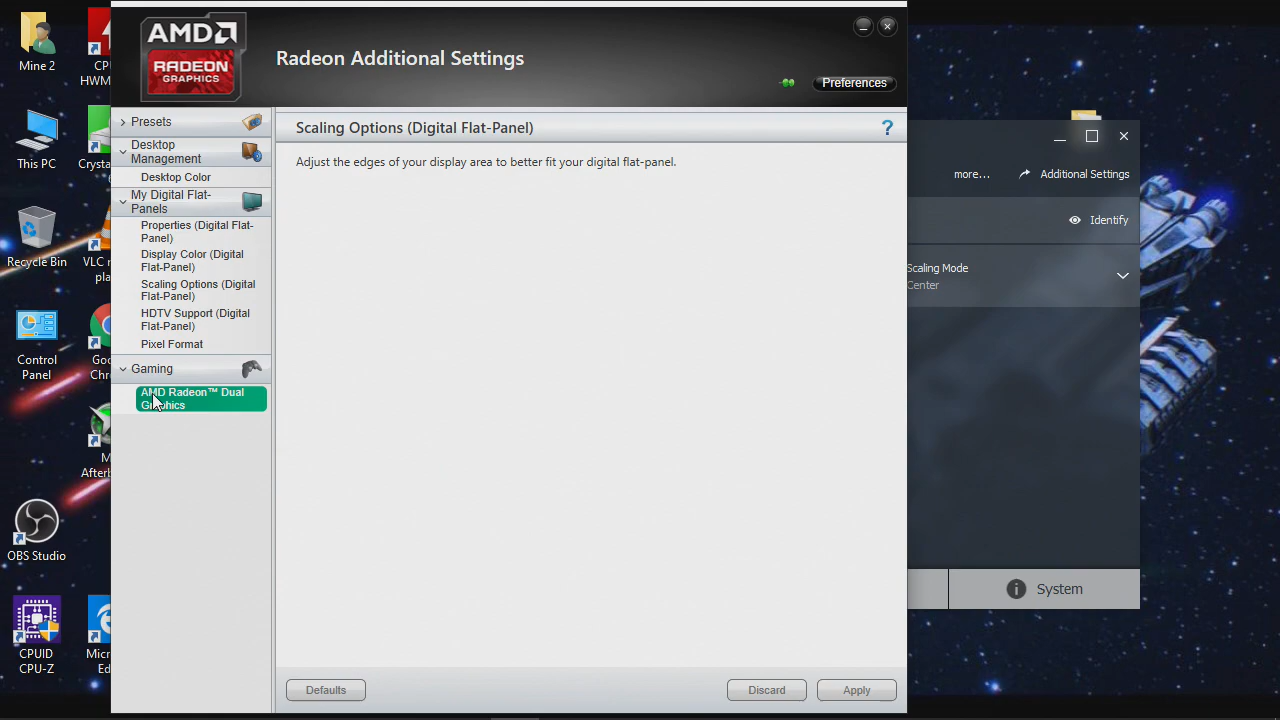 Mine 2
This PC
Recycle Bin
Control
Panel
OBS Studio
CPUID
CPU-Z
CP
HWM
Crysta
VLC
pla
Goo
Chro
M
Afterb
Micr
Ed
AMD
RADEON
GRAPHICS
Radeon Additional Settings
Preferences
Presets
Desktop
Management
Desktop Color
My Digital Flat-
Panels
Properties (Digital Flat-
Panel)
Display Color (Digital
Flat-Panel)
Scaling Options (Digital
Flat-Panel)
HDTV Support (Digital
Flat-Panel)
Pixel Format
Gaming
AMD Radeon™ Dual
Graphics
Scaling Options (Digital Flat-Panel)
?
Adjust the edges of your display area to better fit your digital flat-panel.
Defaults
Discard
Apply
more...
Additional Settings
Identify
Scaling Mode
Center
System